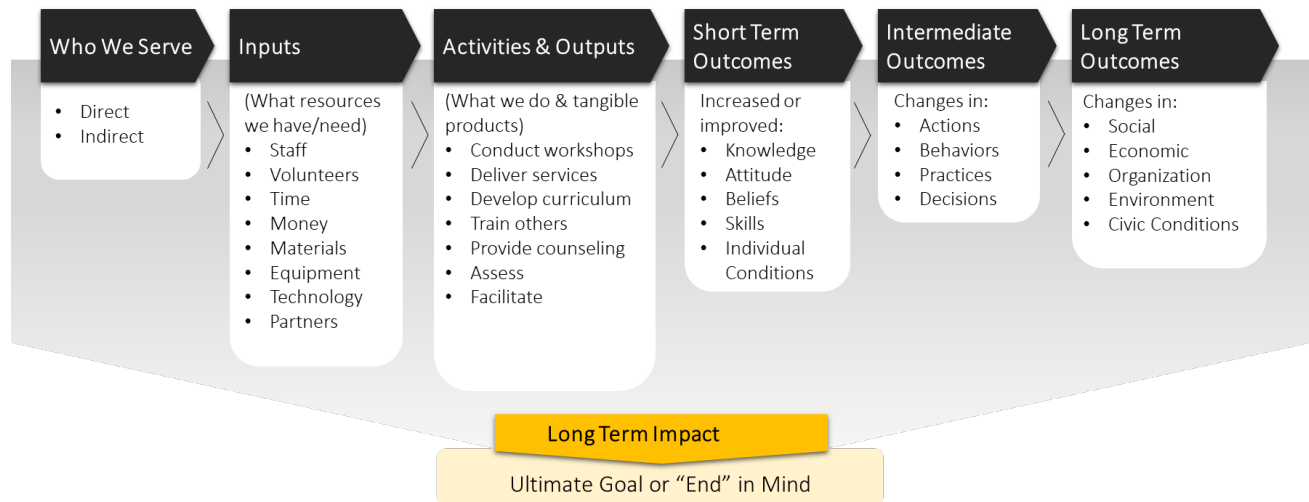 Who We Serve
• Direct
• Indirect
Inputs
(What resources
we have/need)
• Staff
• Volunteers
• Time
• Money
• Materials
• Equipment
• Technology
• Partners
Activities & Outputs
(What we do & tangible
products)
• Conduct workshops
• Deliver services
• Develop curriculum
• Train others
• Provide counseling
• Assess
• Facilitate
Short Term
Outcomes
Increased or
improved:
• Knowledge
• Attitude
• Beliefs
• Skills
• Individual
Conditions
Intermediate
Outcomes
Changes in:
• Actions
• Behaviors
• Practices
• Decisions
Long Term
Outcomes
Changes in:
• Social
• Economic
• Organization
• Environment
• Civic Conditions
Long Term Impact
Ultimate Goal or “End” in Mind